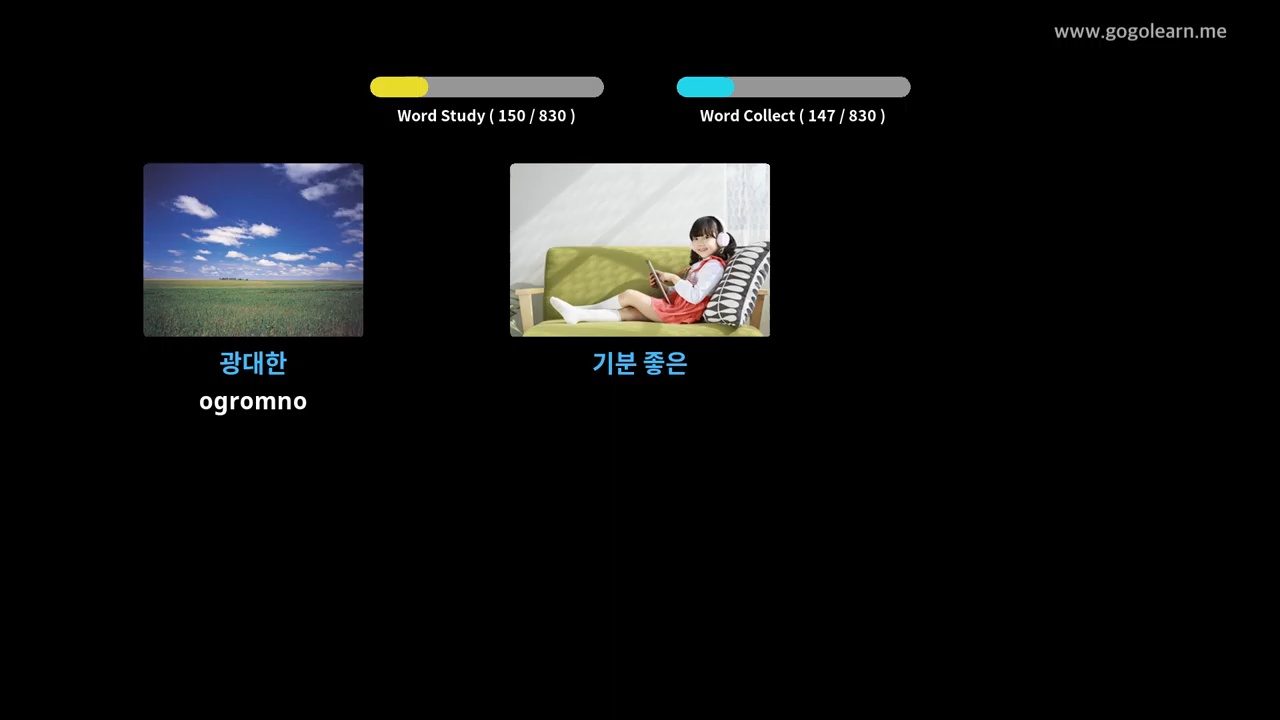 www.gogolearn.me
Word Study ( 150 / 830 )
Word Collect ( 147 / 830 )
광대한
ogromno
기분 좋은